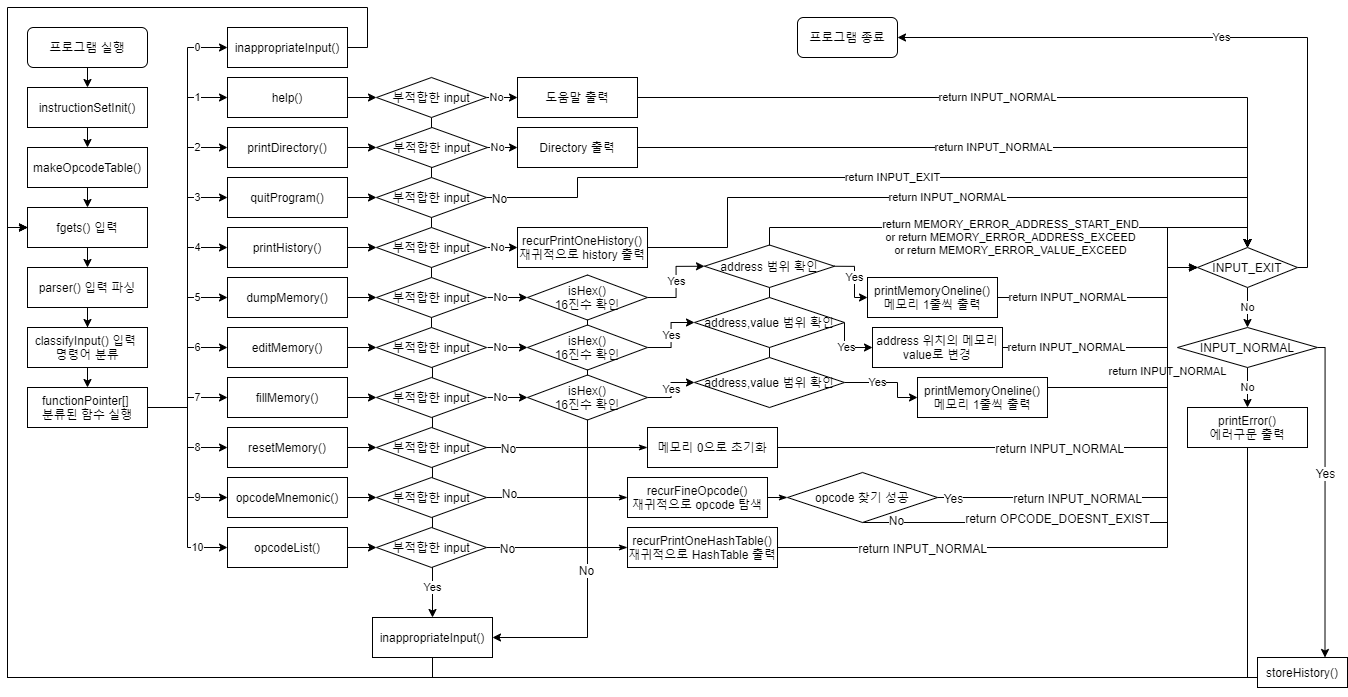 프로그램 실행
instructionSetInit()
makeOpcodeTable()
fgets() 입력
parser() 입력 파싱
classifyInput() 입력
명령어 분류
functionPointer[]
분류된 함수 실행
0
inappropriateInput()
프로그램 종료
Yes
1
help()
부적합한 input
No
도움말 출력
return INPUT_NORMAL
2
printDirectory()
부적합한 input
No
Directory 출력
return INPUT_NORMAL
3
quitProgram()
부적합한 input
No
return INPUT_EXIT
4
printHistory()
부적합한 input
No
recurPrintOneHistory()
재귀적으로 history 출력
return INPUT_NORMAL
return MEMORY_ERROR_ADDRESS_START_END
or return MEMORY_ERROR_ADDRESS_EXCEED
or return MEMORY_ERROR_VALUE_EXCEED
5
dumpMemory()
부적합한 input
No
isHex()
16진수 확인
Yes
address 범위 확인
Yes
printMemoryOneline()
메모리 1줄씩 출력
return INPUT_NORMAL
6
editMemory()
부적합한 input
No
isHex()
16진수 확인
Yes
address,value 범위 확인
Yes
address 위치의 메모리
value로 변경
return INPUT_NORMAL
7
fillMemory()
부적합한 input
No
isHex()
16진수 확인
Yes
address,value 범위 확인
Yes
printMemoryOneline()
메모리 1줄씩 출력
return INPUT_NORMAL
8
resetMemory()
부적합한 input
No
메모리 0으로 초기화
return INPUT_NORMAL
9
opcodeMnemonic()
부적합한 input
No
recurFineOpcode()
재귀적으로 opcode 탐색
opcode 찾기 성공
Yes
return INPUT_NORMAL
No
return OPCODE_DOESNT_EXIST
10
opcodeList()
부적합한 input
No
recurPrintOneHashTable()
재귀적으로 HashTable 출력
return INPUT_NORMAL
Yes
No
inappropriateInput()
INPUT_EXIT
No
INPUT_NORMAL
No
printError()
에러구문 출력
Yes
storeHistory()